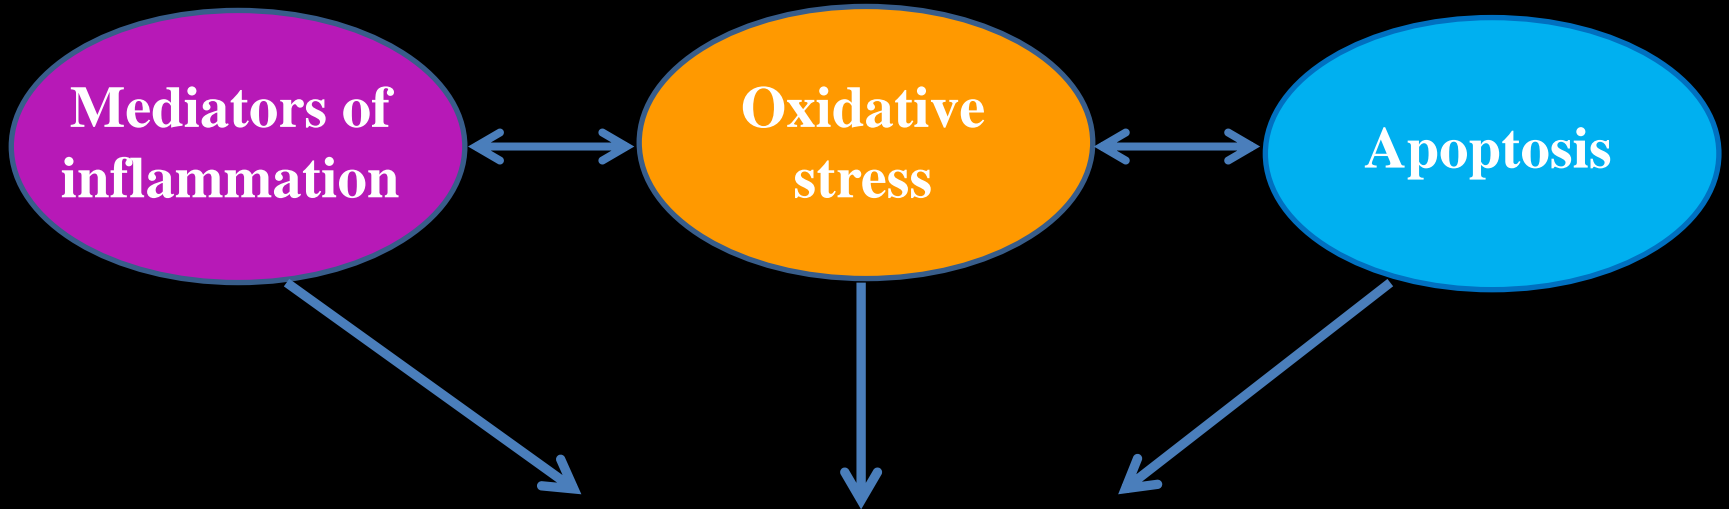 Mediators of
inflammation
Oxidative
stress
Apoptosis